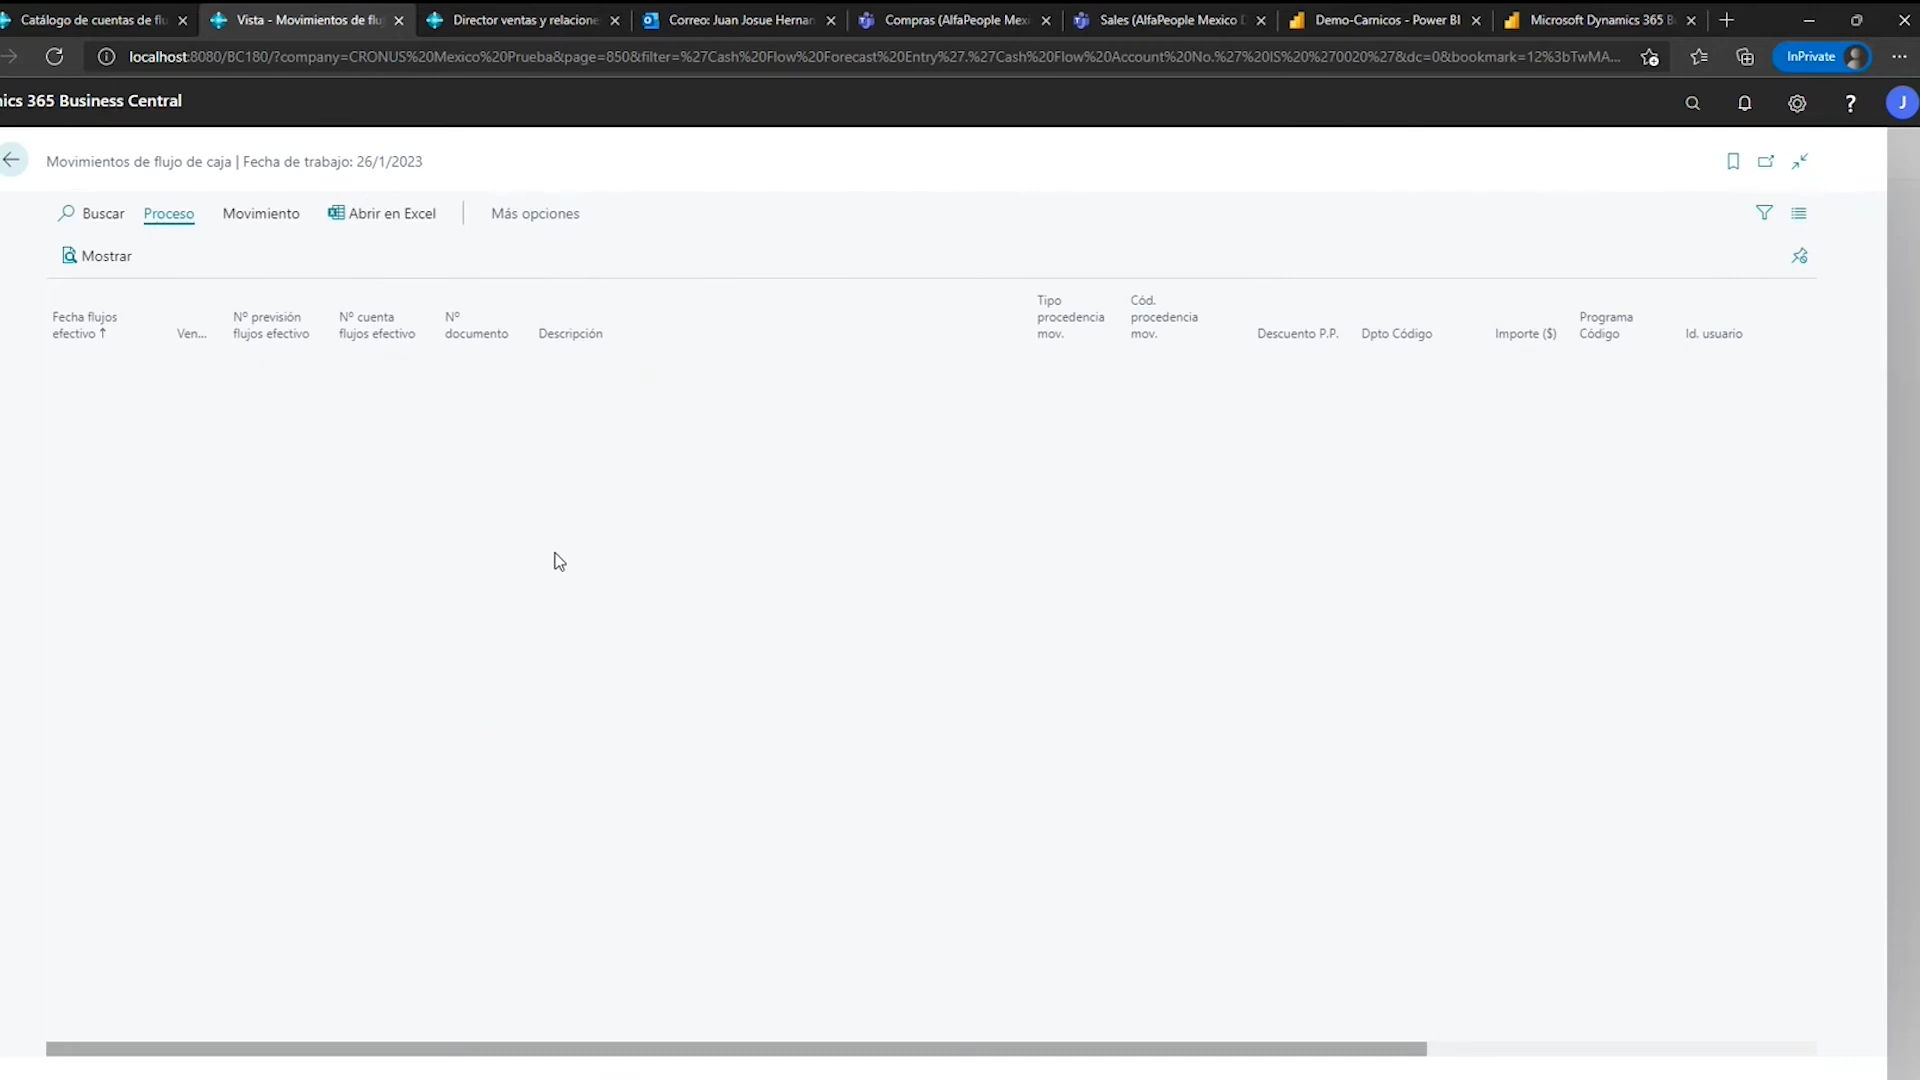 Catálogo de cuentas de flu
Vista - Movimientos de flu
Director ventas y relacione
Correo: Juan Josue Hernan
Compras (AlfaPeople Mexi
Sales (AlfaPeople Mexico D
Demo-Carnicos - Power BI
Microsoft Dynamics 365 B
localhost:8080/BC180/?company=CRONUS%20Mexico%20Prueba&page=850&filter=%27Cash%20Flow%20Forecast%20Entry%27.%27Cash%20Flow%20Account%20No.%27%20IS%20%270020%27&dc=0&bookmark=12%3bTwMA...
InPrivate
ics 365 Business Central
J
Movimientos de flujo de caja | Fecha de trabajo: 26/1/2023
Buscar
Proceso
Movimiento
Abrir en Excel
Más opciones
Mostrar
Fecha flujos
efectivo ↑
Ven...
Nº previsión
flujos efectivo
Nº cuenta
flujos efectivo
Nº
documento
Descripción
Tipo
procedencia
mov.
Cód.
procedencia
mov.
Descuento P.P.
Dpto Código
Importe ($)
Programa
Código
Id. usuario